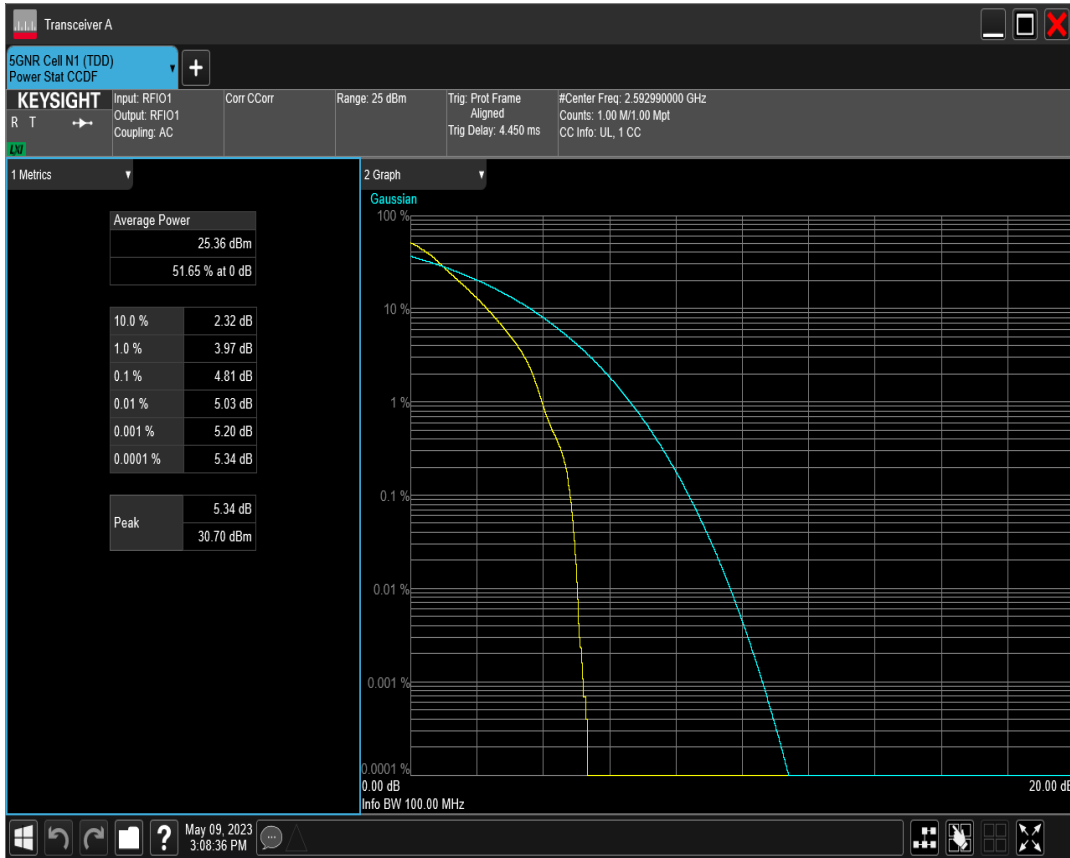 Transceiver A
5GNR Cell N1 (TDD)
Power Stat CCDF
KEYSIGHT
R T
LXI
Input: RFIO1
Output: RFIO1
Coupling: AC
Corr CCorr
Range: 25 dBm
Trig: Prot Frame
Aligned
Trig Delay: 4.450 ms
#Center Freq: 2.592990000 GHz
Counts: 1.00 M/1.00 Mpt
CC Info: UL, 1 CC
1 Metrics
Average Power
25.36 dBm
51.65 % at 0 dB
10.0 % 2.32 dB
1.0 % 3.97 dB
0.1 % 4.81 dB
0.01 % 5.03 dB
0.001 % 5.20 dB
0.0001 % 5.34 dB
Peak 5.34 dB
30.70 dBm
2 Graph
Gaussian
100 %
10 %
1 %
0.1 %
0.01 %
0.001 %
0.0001 %
0.00 dB
20.00 dB
Info BW 100.00 MHz
May 09, 2023
3:08:36 PM